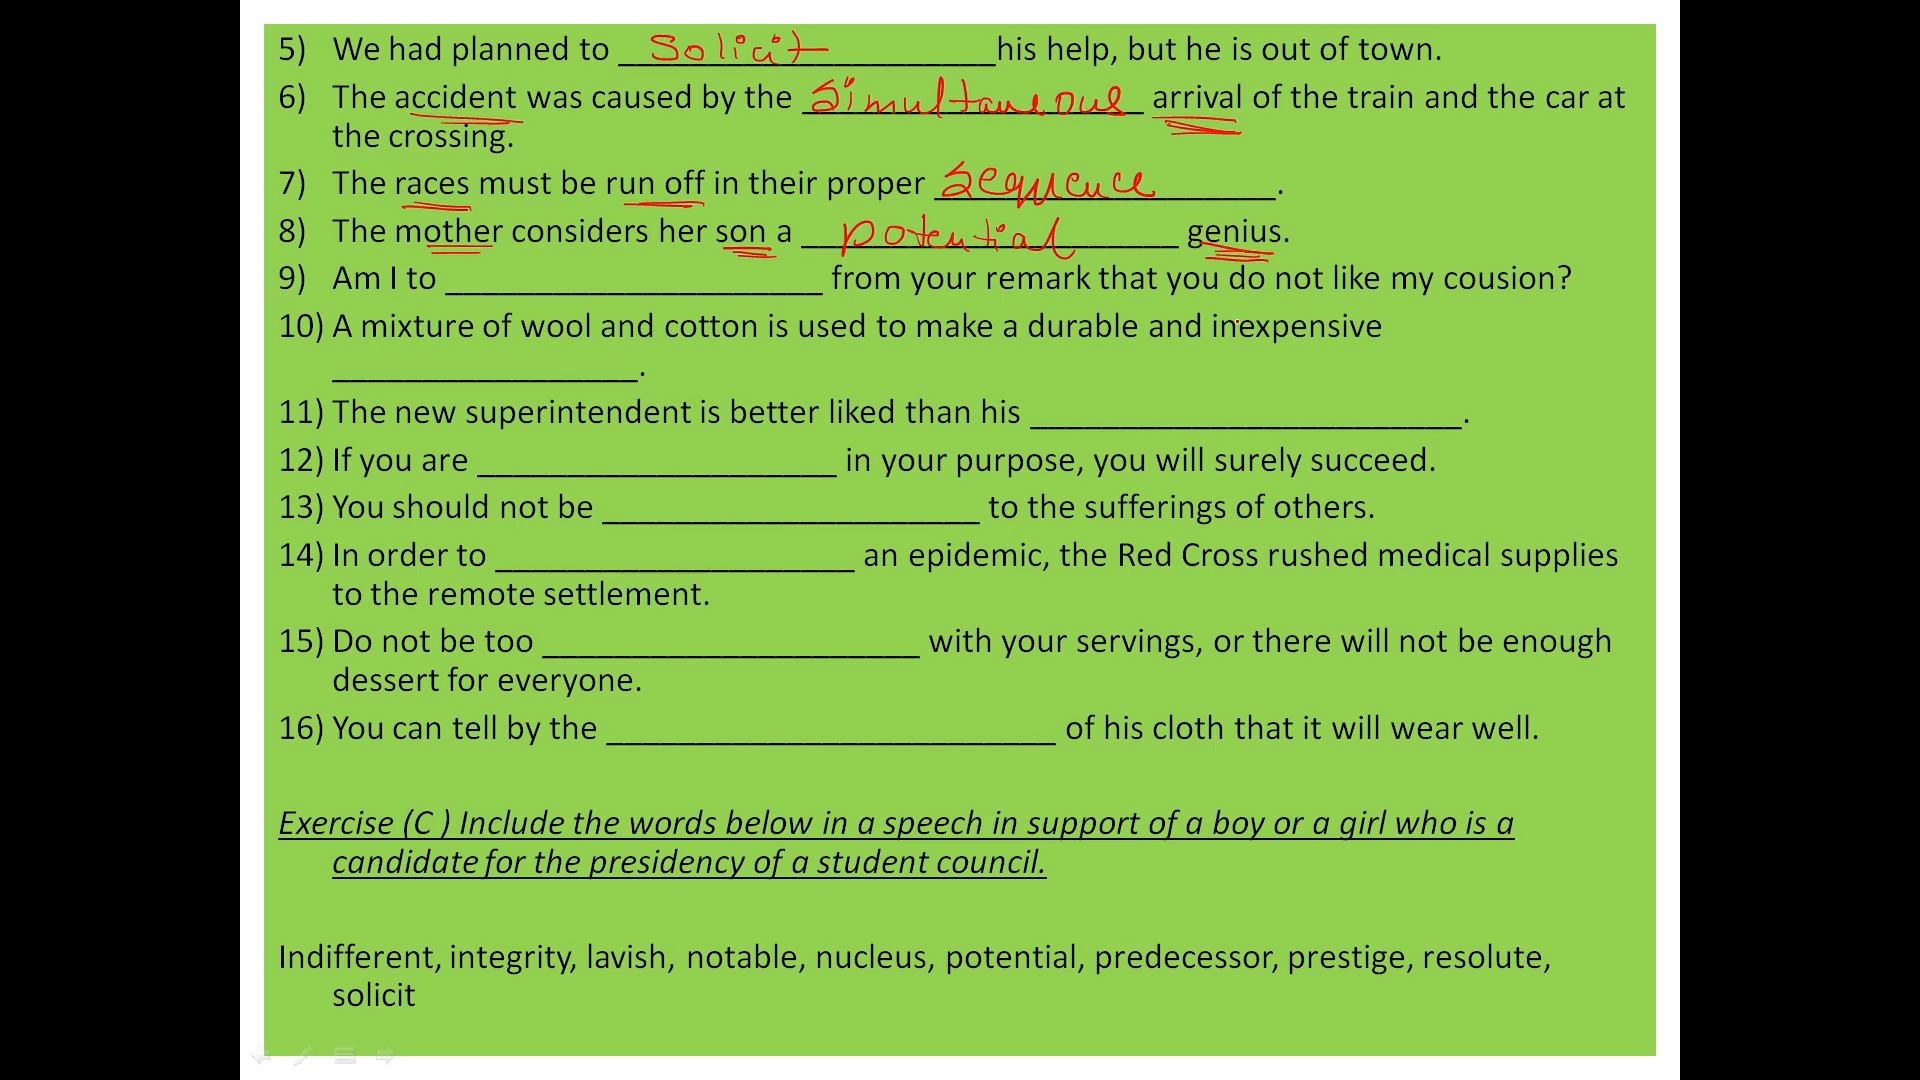 5) We had planned to solicit his help, but he is out of town.
6) The accident was caused by the simultaneous arrival of the train and the car at
the crossing.
7) The races must be run off in their proper sequence.
8) The mother considers her son a potential genius.
9) Am I to _____________________ from your remark that you do not like my cousion?
10) A mixture of wool and cotton is used to make a durable and inexpensive
_________________.
11) The new superintendent is better liked than his ________________________.
12) If you are ____________________ in your purpose, you will surely succeed.
13) You should not be _____________________ to the sufferings of others.
14) In order to ____________________ an epidemic, the Red Cross rushed medical supplies
to the remote settlement.
15) Do not be too _____________________ with your servings, or there will not be enough
dessert for everyone.
16) You can tell by the _________________________ of his cloth that it will wear well.
Exercise (C ) Include the words below in a speech in support of a boy or a girl who is a
candidate for the presidency of a student council.
Indifferent, integrity, lavish, notable, nucleus, potential, predecessor, prestige, resolute,
solicit